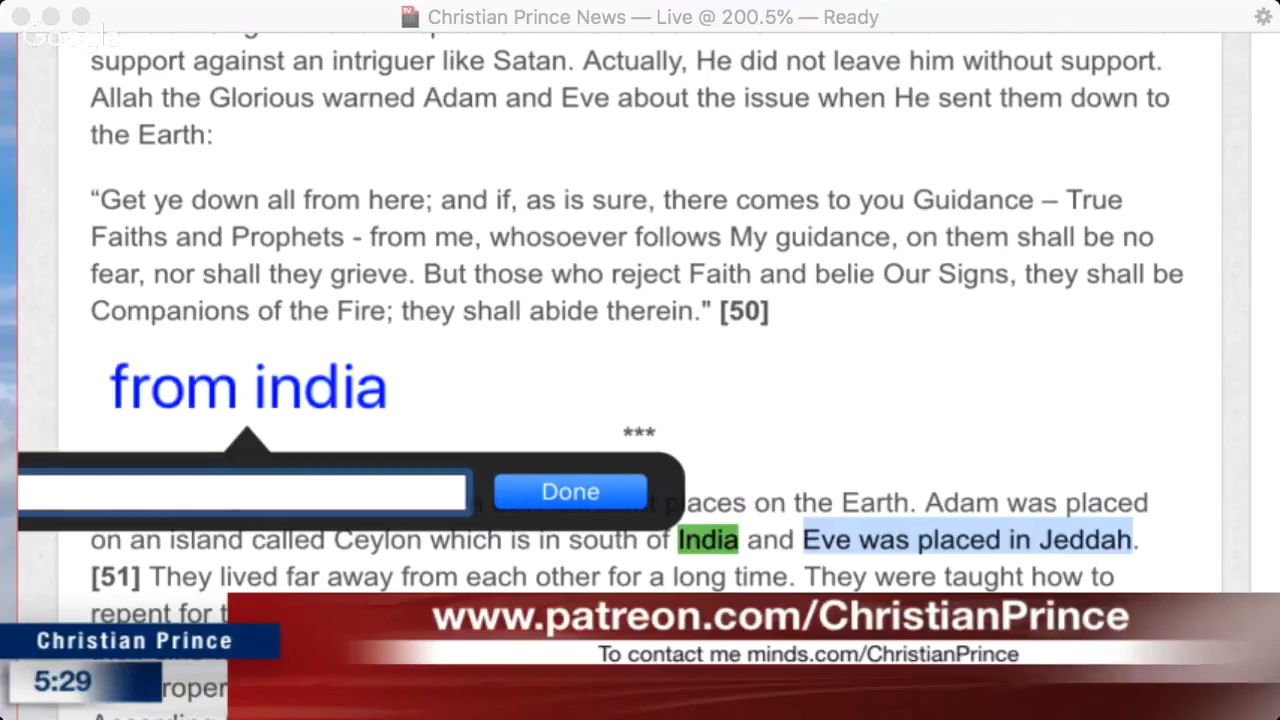 Christian Prince News — Live @ 200.5% — Ready
Google
support against an intriguer like Satan. Actually, He did not leave him without support.
Allah the Glorious warned Adam and Eve about the issue when He sent them down to
the Earth:
“Get ye down all from here; and if, as is sure, there comes to you Guidance – True
Faiths and Prophets - from me, whosoever follows My guidance, on them shall be no
fear, nor shall they grieve. But those who reject Faith and belie Our Signs, they shall be
Companions of the Fire; they shall abide therein." [50]
from india
***
Done
places on the Earth. Adam was placed
on an island called Ceylon which is in south of India and Eve was placed in Jeddah.
[51] They lived far away from each other for a long time. They were taught how to
repent for
www.patreon.com/ChristianPrince
Christian Prince
To contact me minds.com/ChristianPrince
5:29